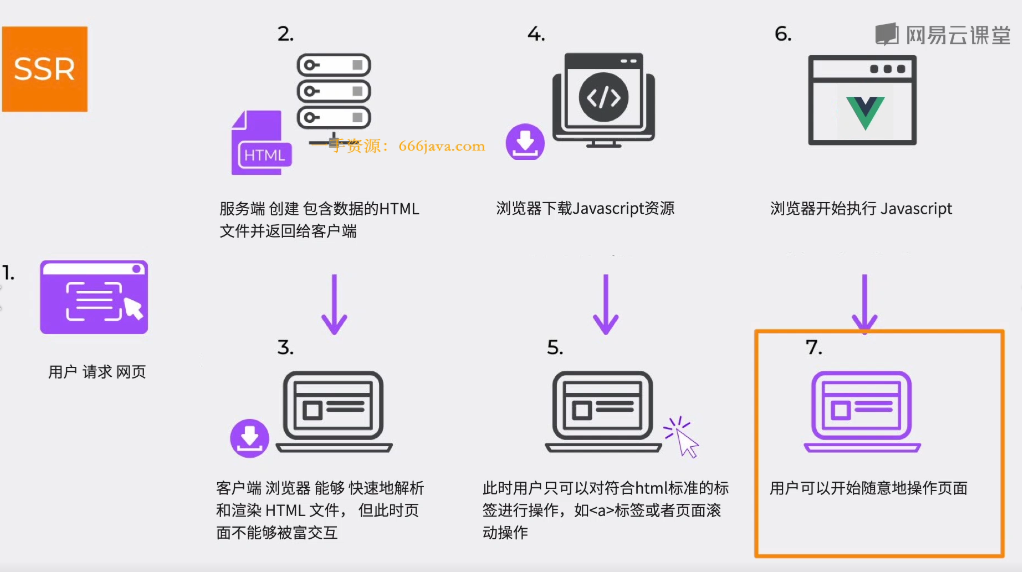 SSR
网易云课堂
1.
用户 请求 网页
2.
HTML
一手资源：666java.com
服务端 创建 包含数据的HTML
文件并返回给客户端
3.
客户端 浏览器 能够 快速地解析
和渲染 HTML 文件， 但此时页
面不能够被富交互
4.
</>
浏览器下载Javascript资源
5.
此时用户只可以对符合html标准的标
签进行操作，如<a>标签或者页面滚
动操作
6.
浏览器开始执行 Javascript
7.
用户可以开始随意地操作页面